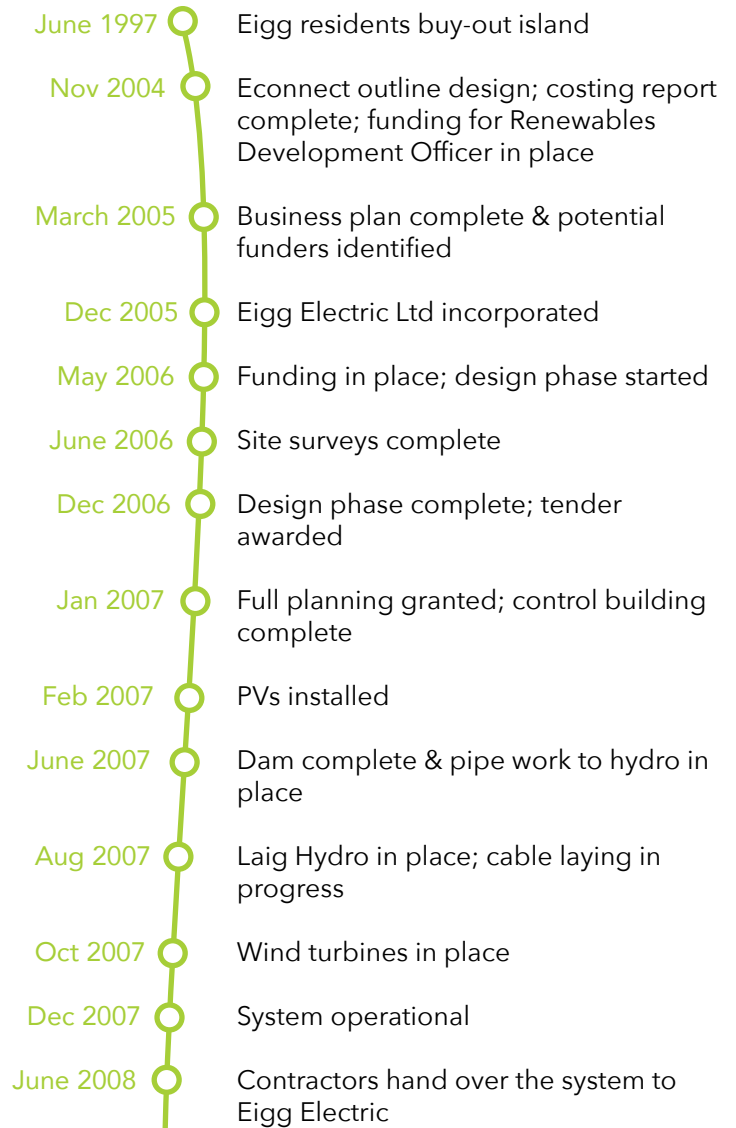 June 1997 Eigg residents buy-out island
Nov 2004 Econnect outline design; costing report
complete; funding for Renewables
Development Officer in place
March 2005 Business plan complete & potential
funders identified
Dec 2005 Eigg Electric Ltd incorporated
May 2006 Funding in place; design phase started
June 2006 Site surveys complete
Dec 2006 Design phase complete; tender
awarded
Jan 2007 Full planning granted; control building
complete
Feb 2007 PVs installed
June 2007 Dam complete & pipe work to hydro in
place
Aug 2007 Laig Hydro in place; cable laying in
progress
Oct 2007 Wind turbines in place
Dec 2007 System operational
June 2008 Contractors hand over the system to
Eigg Electric